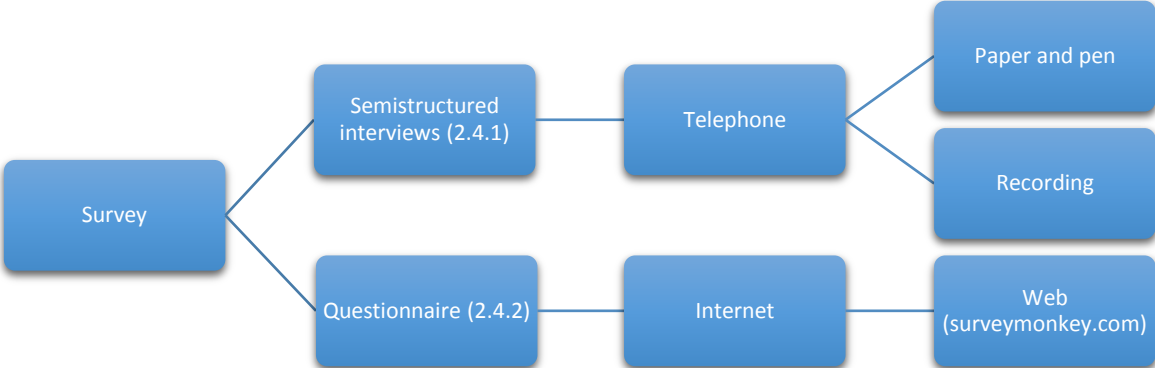 Survey
Semistructured
interviews (2.4.1)
Telephone
Paper and pen
Recording
Questionnaire (2.4.2)
Internet
Web
(surveymonkey.com)